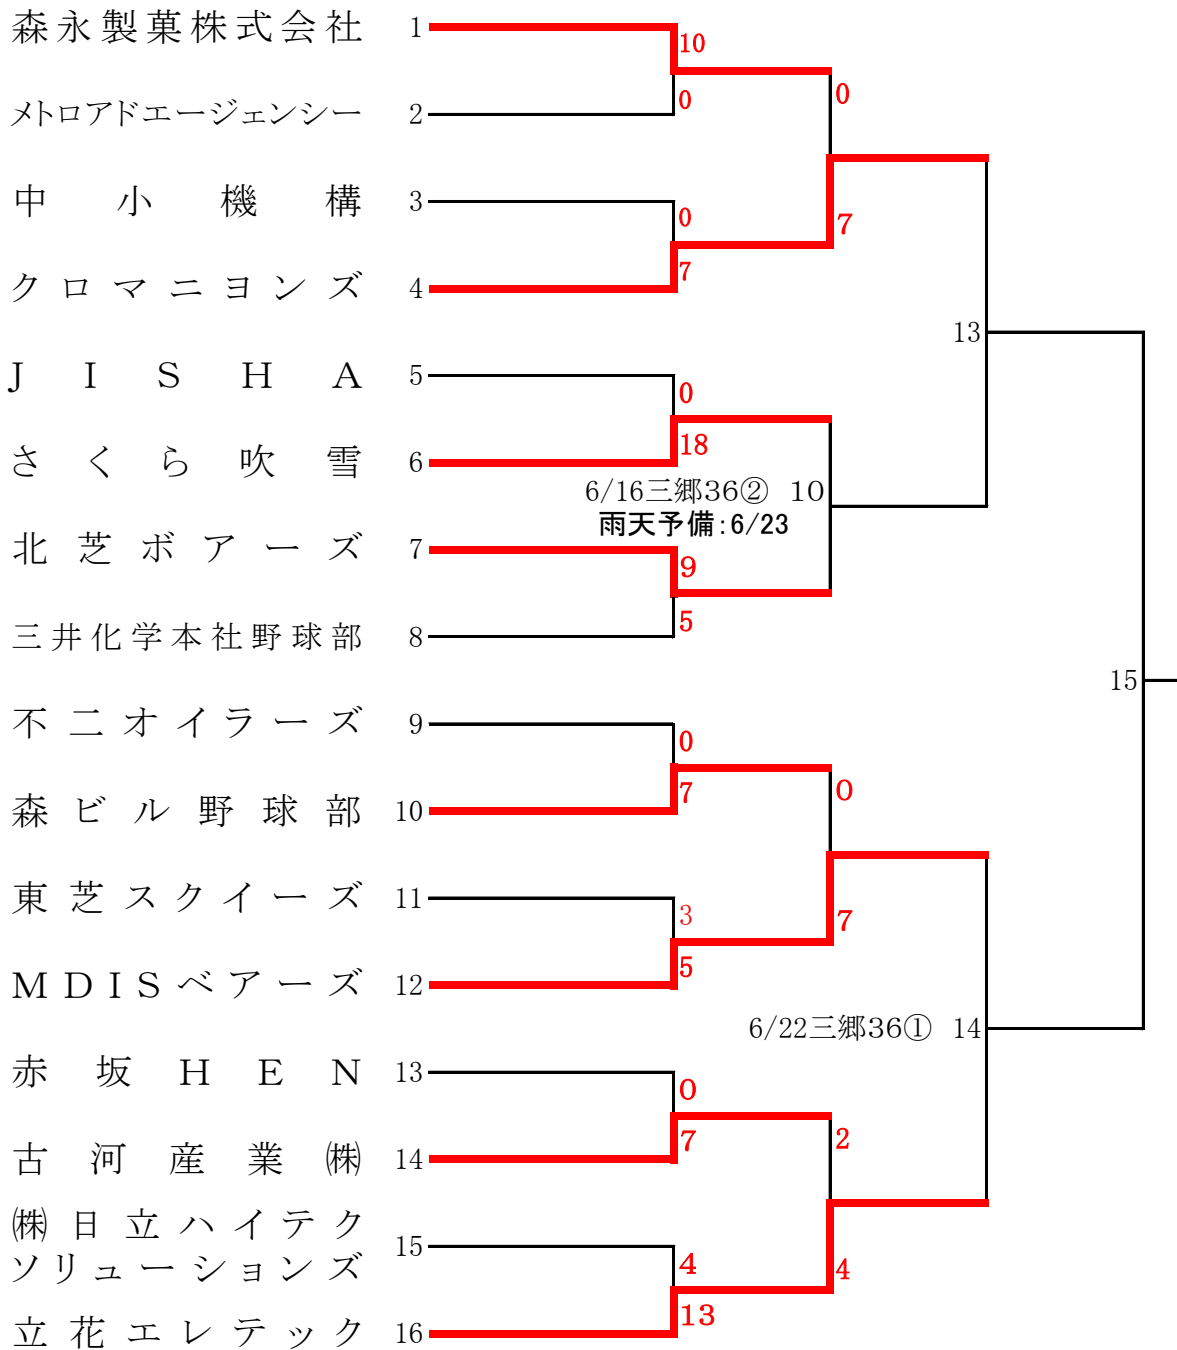 森永製菓株式会社 1
10
0
メトロアドエージェンシー 2
0
中小機構 3
0
7
7
クロマニヨンズ 4
13
JISHA 5
0
18
さくら吹雪 6
6/16三郷36② 10
雨天予備:6/23
北芝ボアーズ 7
9
5
三井化学本社野球部 8
15
不二オイラーズ 9
0
7
0
森ビル野球部 10
東芝スクイーズ 11
3
7
5
MDISベアーズ 12
6/22三郷36① 14
赤坂HEN 13
0
7
2
古河産業㈱ 14
㈱日立ハイテク
ソリューションズ 15
4
4
13
立花エレテック 16